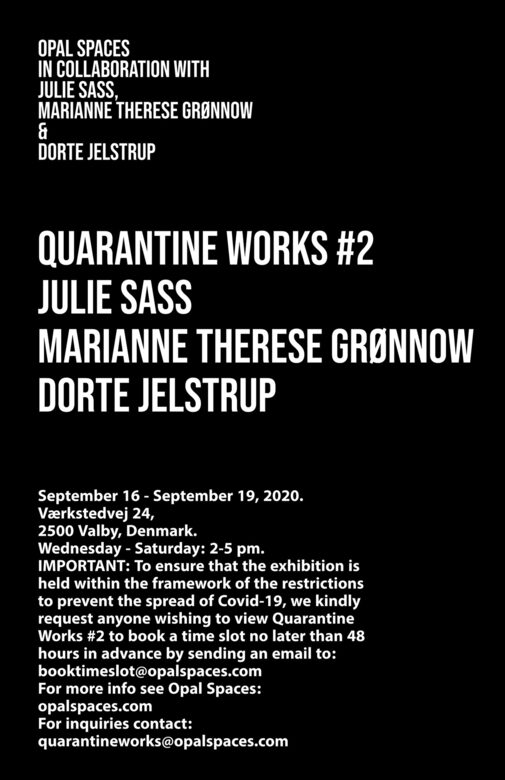 OPAL SPACES
IN COLLABORATION WITH
JULIE SASS,
MARIANNE THERESE GRØNNOW
&
DORTE JELSTRUP
QUARANTINE WORKS #2
JULIE SASS
MARIANNE THERESE GRØNNOW
DORTE JELSTRUP
September 16 - September 19, 2020.
Værkstedvej 24,
2500 Valby, Denmark.
Wednesday - Saturday: 2-5 pm.
IMPORTANT: To ensure that the exhibition is
held within the framework of the restrictions
to prevent the spread of Covid-19, we kindly
request anyone wishing to view Quarantine
Works #2 to book a time slot no later than 48
hours in advance by sending an email to:
booktimeslot@opalspaces.com
For more info see Opal Spaces:
opalspaces.com
For inquiries contact:
quarantineworks@opalspaces.com